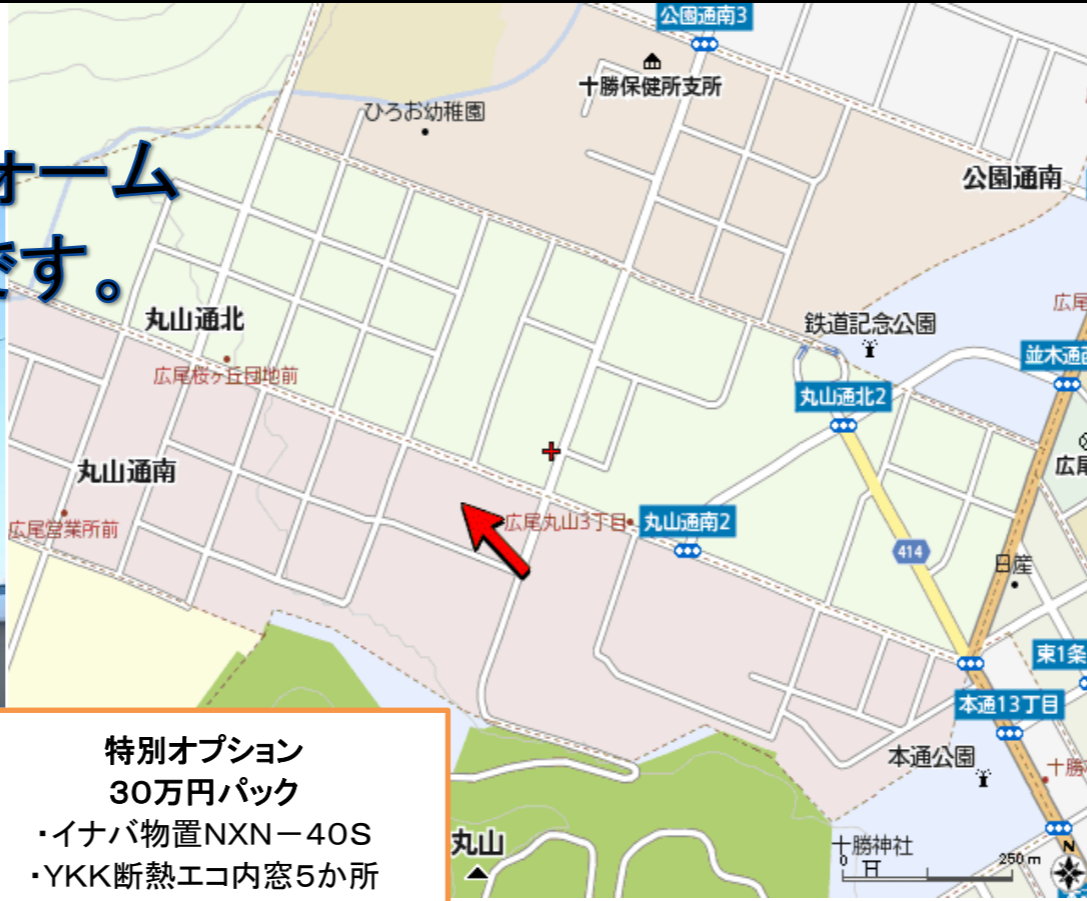 公園通南3
十勝保健所支所
ひろお幼稚園
ォーム
公園通南
です。
広尾
丸山通北
鉄道記念公園
並木通西
広尾桜ヶ丘団地前
丸山通北2
広尾
丸山通南
広尾営業所前
広尾丸山3丁目
丸山通南2
414
日産
東1条
本通13丁目
特別オプション
30万円パック
・イナバ物置NXN－40S
・YKK断熱エコ内窓5か所
本通公園
十勝
丸山
十勝神社
0
250m
N